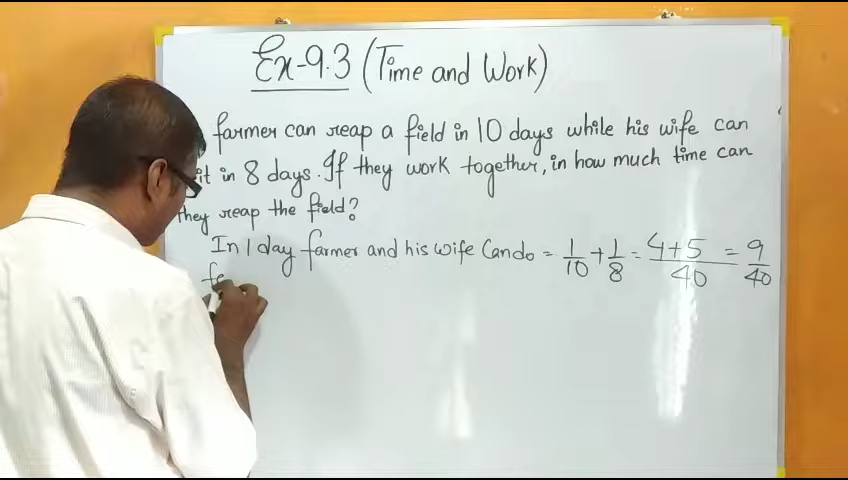 Ex-9.3 (Time and Work)
farmer can reap a field in 10 days while his wife can
it in 8 days. If they work together, in how much time can
they reap the field?
In 1 day farmer and his wife Can do = 1/10 + 1/8 = 4+5/40 = 9/40